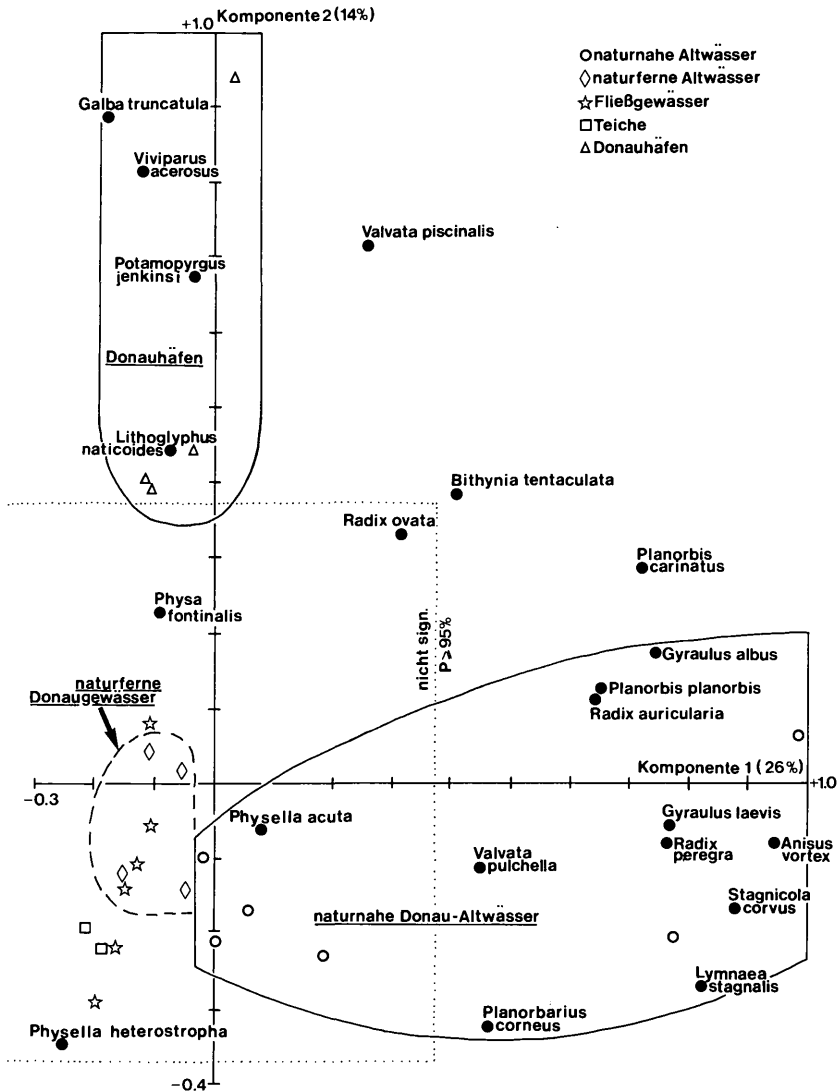 +1.0 Komponente 2 (14%)
naturnahe Altwässer
naturferne Altwässer
Fließgewässer
Teiche
Donauhäfen
Galba truncatula
Viviparus
acerosus
Valvata piscinalis
Potamopyrgus
jenkinsi
Donauhäfen
Lithoglyphus
naticoides
Bithynia tentaculata
Radix ovata
Planorbis
carinatus
Physa
fontinalis
nicht sign.
P≥95%
Gyraulus albus
naturferne
Donaugewässer
Planorbis planorbis
Radix auricularia
Komponente 1 (26%)
-0.3
+1.0
Physella acuta
Gyraulus laevis
Radix
peregra
Anisus
vortex
Valvata
pulchella
Stagnicola
corvus
naturnahe Donau-Altwässer
Lymnaea
stagnalis
Planorbarius
corneus
Physella heterostropha
-0.4